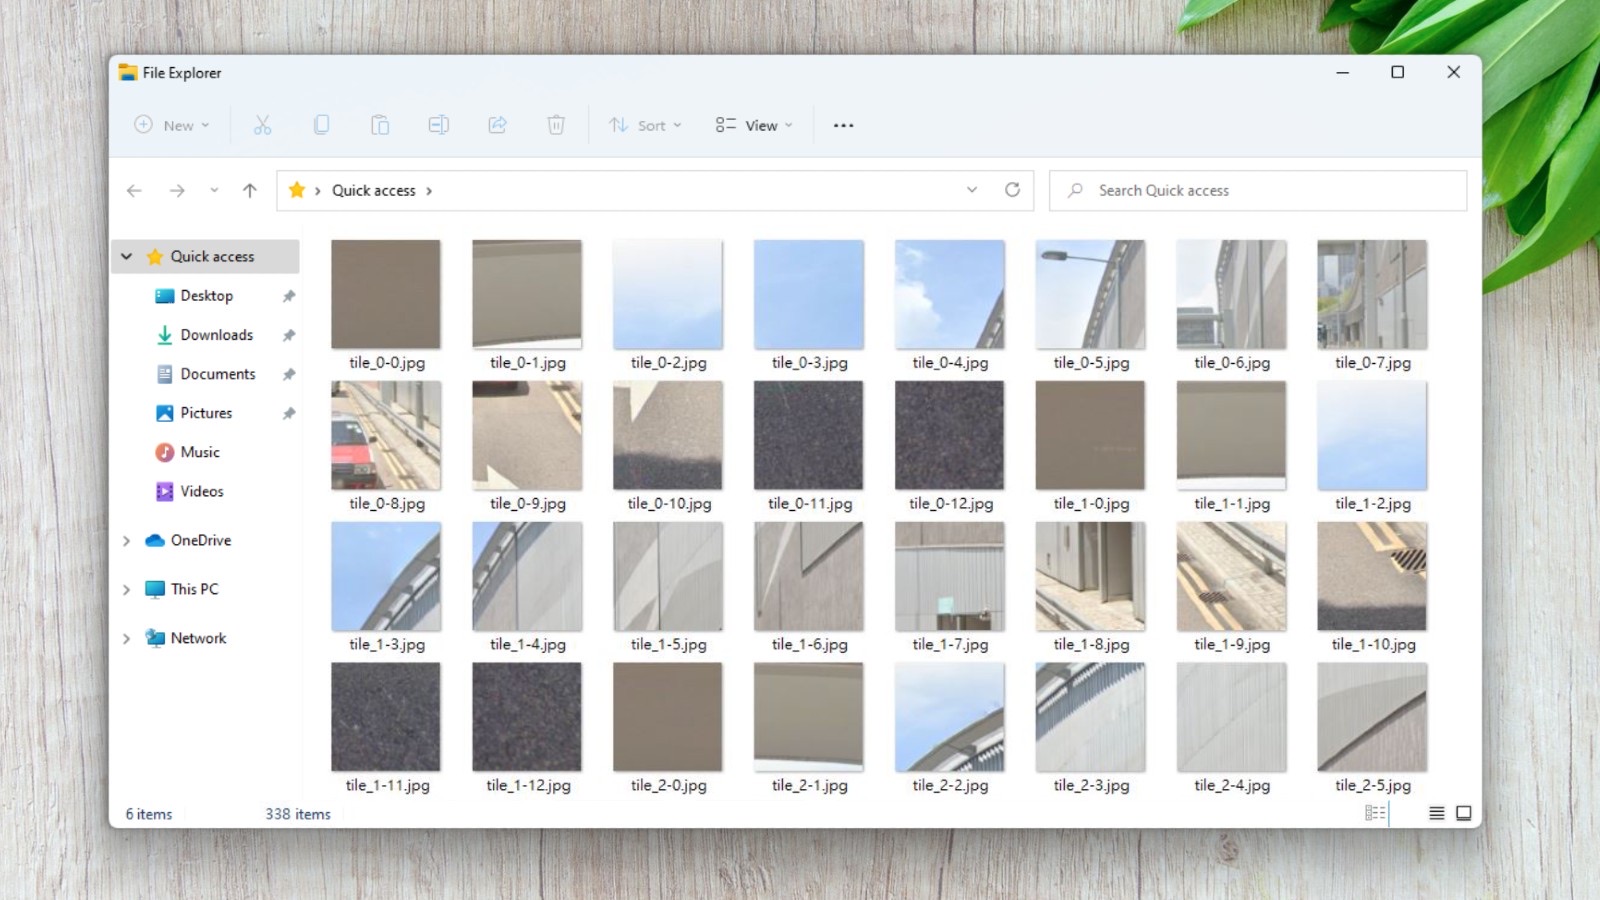 File Explorer
New
Sort
View
Quick access
Search Quick access
Quick access
Desktop
Downloads
Documents
Pictures
Music
Videos
OneDrive
This PC
Network
tile_0-0.jpg tile_0-1.jpg tile_0-2.jpg tile_0-3.jpg tile_0-4.jpg tile_0-5.jpg tile_0-6.jpg tile_0-7.jpg
tile_0-8.jpg tile_0-9.jpg tile_0-10.jpg tile_0-11.jpg tile_0-12.jpg tile_1-0.jpg tile_1-1.jpg tile_1-2.jpg
tile_1-3.jpg tile_1-4.jpg tile_1-5.jpg tile_1-6.jpg tile_1-7.jpg tile_1-8.jpg tile_1-9.jpg tile_1-10.jpg
tile_1-11.jpg tile_1-12.jpg tile_2-0.jpg tile_2-1.jpg tile_2-2.jpg tile_2-3.jpg tile_2-4.jpg tile_2-5.jpg
6 items
338 items